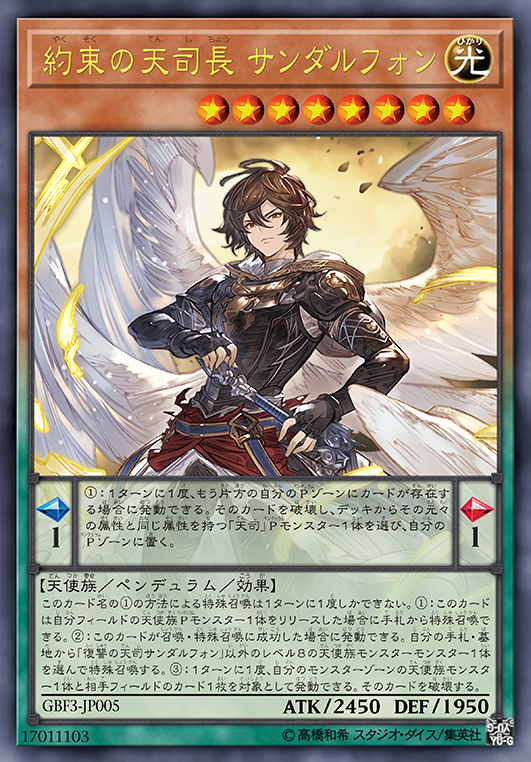 約束の天司長 サンダルフォン
光
①：1ターンに1度、もう片方の自分のPゾーンにカードが存在す
る場合に発動できる。そのカードを破壊し、デッキからその元々
の属性と同じ属性を持つ「天司」Pモンスター1体を選び、自分の
Pゾーンに置く。
1
1
【天使族／ペンデュラム／効果】
このカード名の①の方法による特殊召喚は1ターンに1度しかできない。①：このカード
は自分フィールドの天使族Pモンスター1体をリリースした場合に手札から特殊召喚
できる。②：このカードが召喚・特殊召喚に成功した場合に発動できる。自分の手札・墓
地から「復讐の天司サンダルフォン」以外のレベル8の天使族モンスターモンスター1体
を選んで特殊召喚する。③：1ターンに1度、自分のモンスターゾーンの天使族モンスタ
ー1体と相手フィールドのカード1枚を対象として発動できる。そのカードを破壊する。
GBF3-JP005
ATK/2450 DEF/1950
17011103
©高橋和希 スタジオ・ダイス/集英社